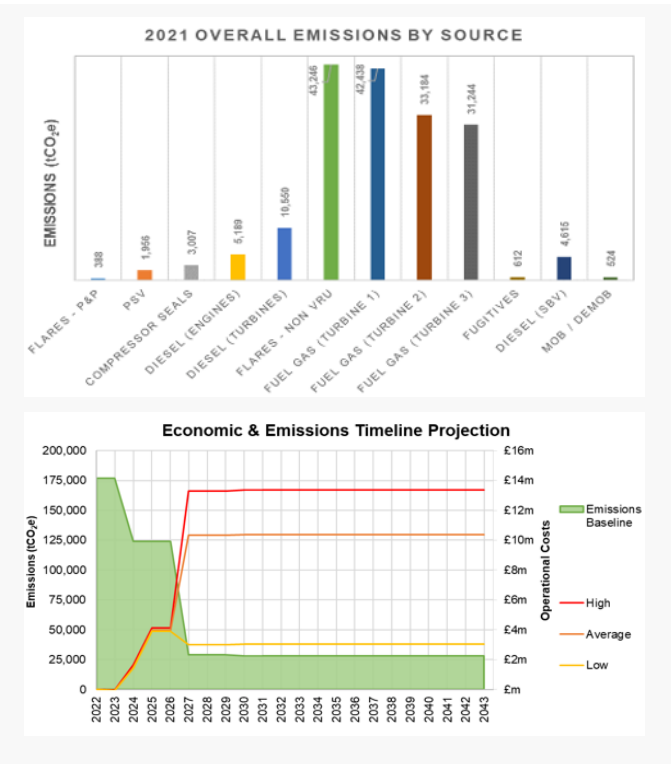 2021 OVERALL EMISSIONS BY SOURCE
EMISSIONS (tCO₂e)
388
1,956
3,007
5,189
10,550
43,246
42,438
33,184
31,244
612
4,615
524
FLARES - P&P
PSV
COMPRESSOR SEALS
DIESEL (ENGINES)
DIESEL (TURBINES)
FLARES - NON VRU
FUEL GAS (TURBINE 1)
FUEL GAS (TURBINE 2)
FUEL GAS (TURBINE 3)
FUGITIVES
DIESEL (SBV)
MOB / DEMOB
Economic & Emissions Timeline Projection
Emissions (tCO₂e)
200,000
175,000
150,000
125,000
100,000
75,000
50,000
25,000
0
£16m
£14m
£12m
£10m
£8m
£6m
£4m
£2m
£m
Operational Costs
Emissions
Baseline
High
Average
Low
2022
2023
2024
2025
2026
2027
2028
2029
2030
2031
2032
2033
2034
2035
2036
2037
2038
2039
2040
2041
2042
2043